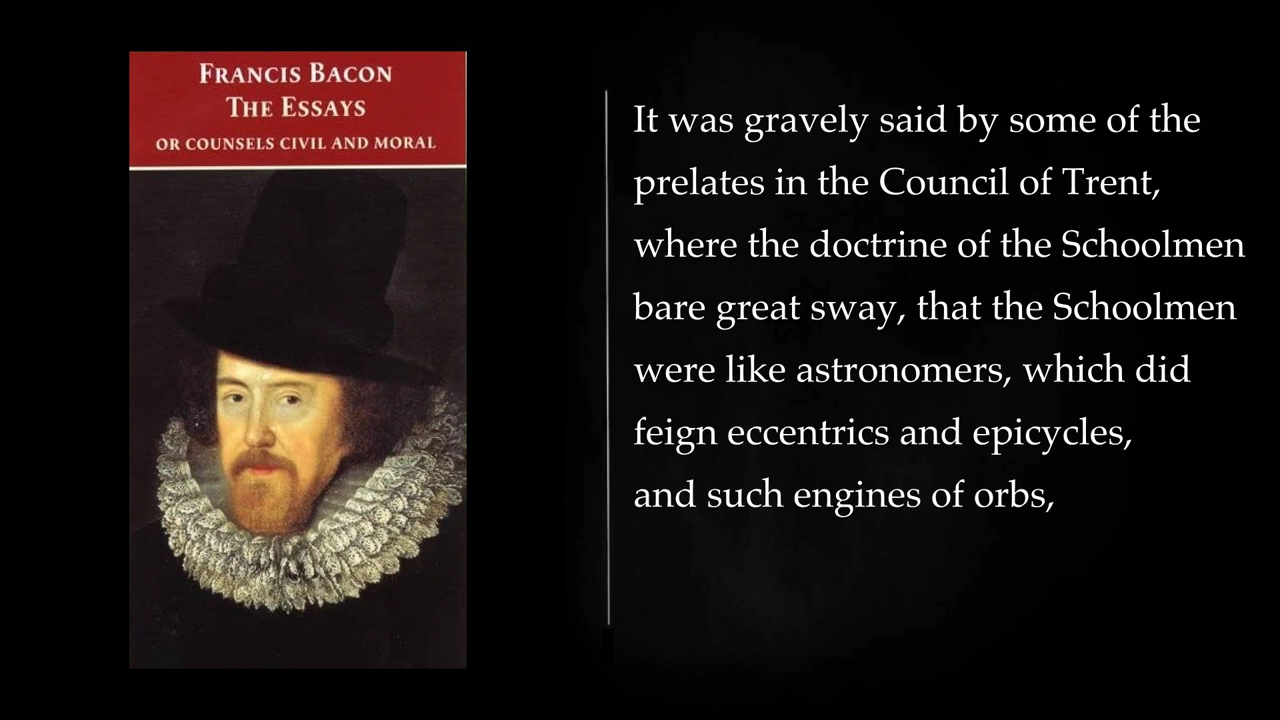 FRANCIS BACON
THE ESSAYS
OR COUNSELS CIVIL AND MORAL
It was gravely said by some of the
prelates in the Council of Trent,
where the doctrine of the Schoolmen
bare great sway, that the Schoolmen
were like astronomers, which did
feign eccentrics and epicycles,
and such engines of orbs,